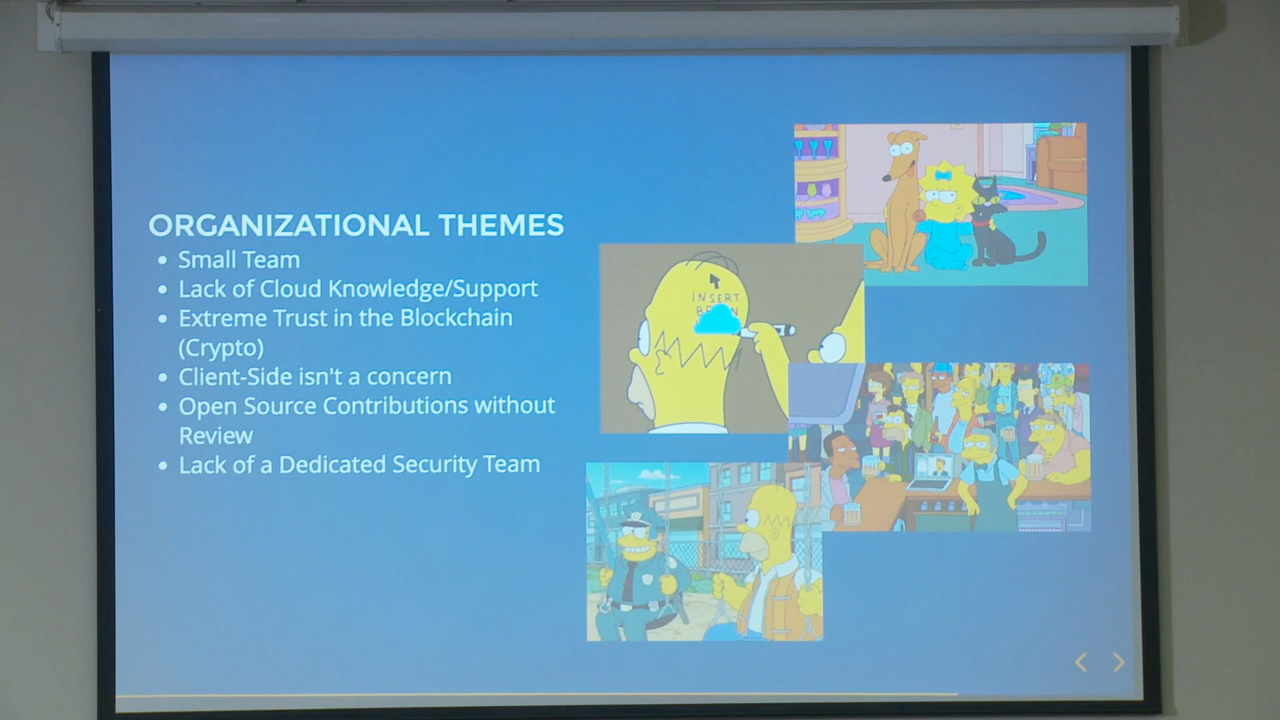 ORGANIZATIONAL THEMES
• Small Team
• Lack of Cloud Knowledge/Support
• Extreme Trust in the Blockchain
(Crypto)
• Client-Side isn't a concern
• Open Source Contributions without
Review
• Lack of a Dedicated Security Team
INSERT